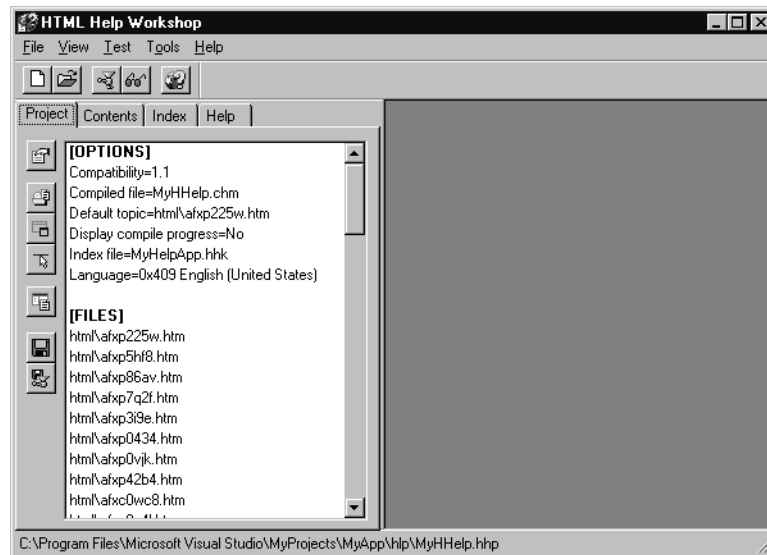 HTML Help Workshop
File View Test Tools Help
Project Contents Index Help
[OPTIONS]
Compatibility=1.1
Compiled file=MyHHelp.chm
Default topic=html\afxp225w.htm
Display compile progress=No
Index file=MyHelpApp.hhk
Language=0x409 English (United States)
[FILES]
html\afxp225w.htm
html\afxp5hf8.htm
html\afxp86av.htm
html\afxp7q2f.htm
html\afxp3i9e.htm
html\afxp0434.htm
html\afxp0vjk.htm
html\afxp42b4.htm
html\afxc0wc8.htm
C:\Program Files\Microsoft Visual Studio\MyProjects\MyApp\hlp\MyHHelp.hhp